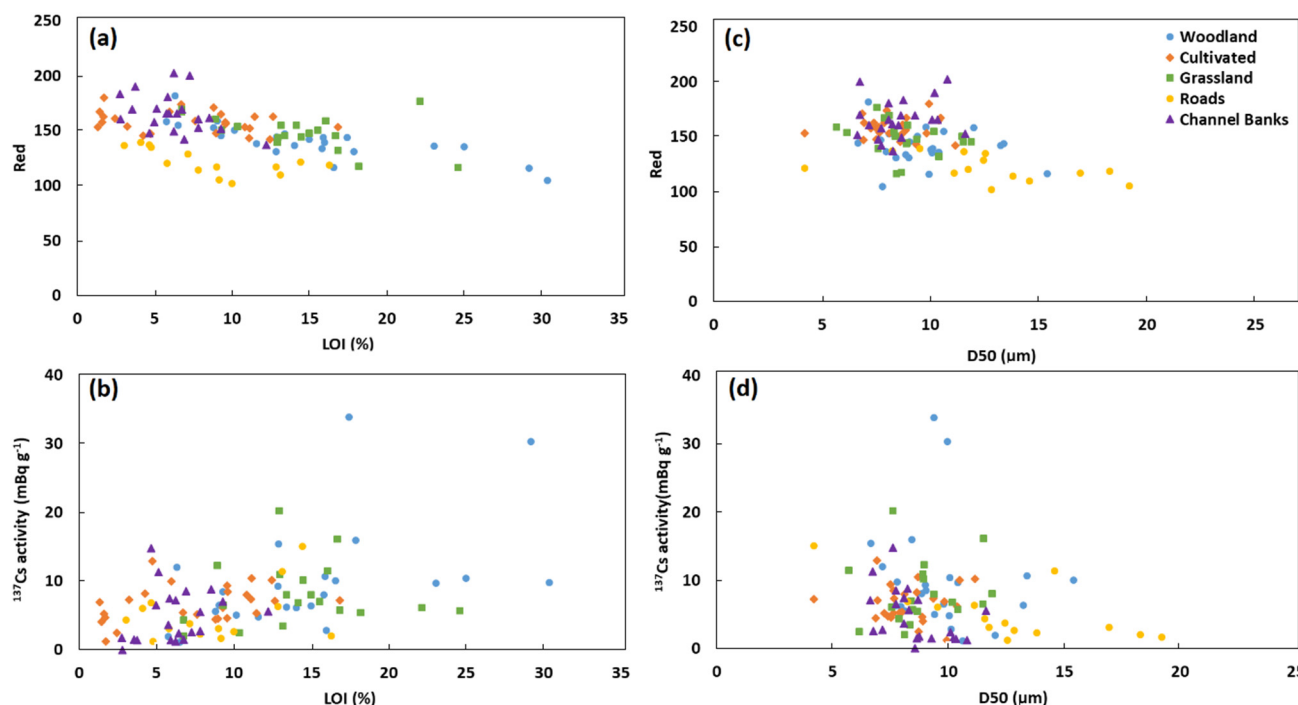 (a)
250
200
150
100
50
0
Red
0 5 10 15 20 25 30 35
LOI (%)
(c)
250
200
150
100
50
0
Red
0 5 10 15 20 25
D50 (µm)
Woodland
Cultivated
Grassland
Roads
Channel Banks
(b)
40
30
20
10
0
¹³⁷Cs activity (mBq g⁻¹)
0 5 10 15 20 25 30 35
LOI (%)
(d)
40
30
20
10
0
¹³⁷Cs activity(mBq g⁻¹)
0 5 10 15 20 25
D50 (µm)